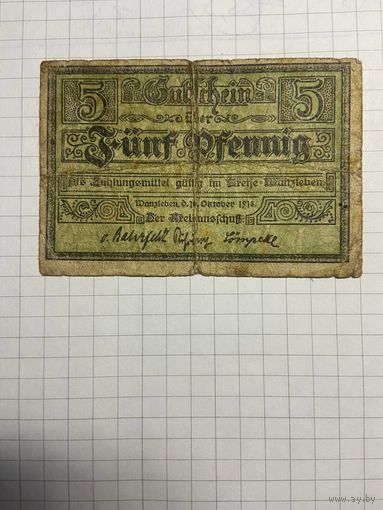 5 Gutschein 5
über
Fünf Pfennig
als Zahlungsmittel gültig im Kreise Wanzleben.
Wanzleben, d. 10. Oktober 1918.
Der Kreisausschuß:
www.ay.by